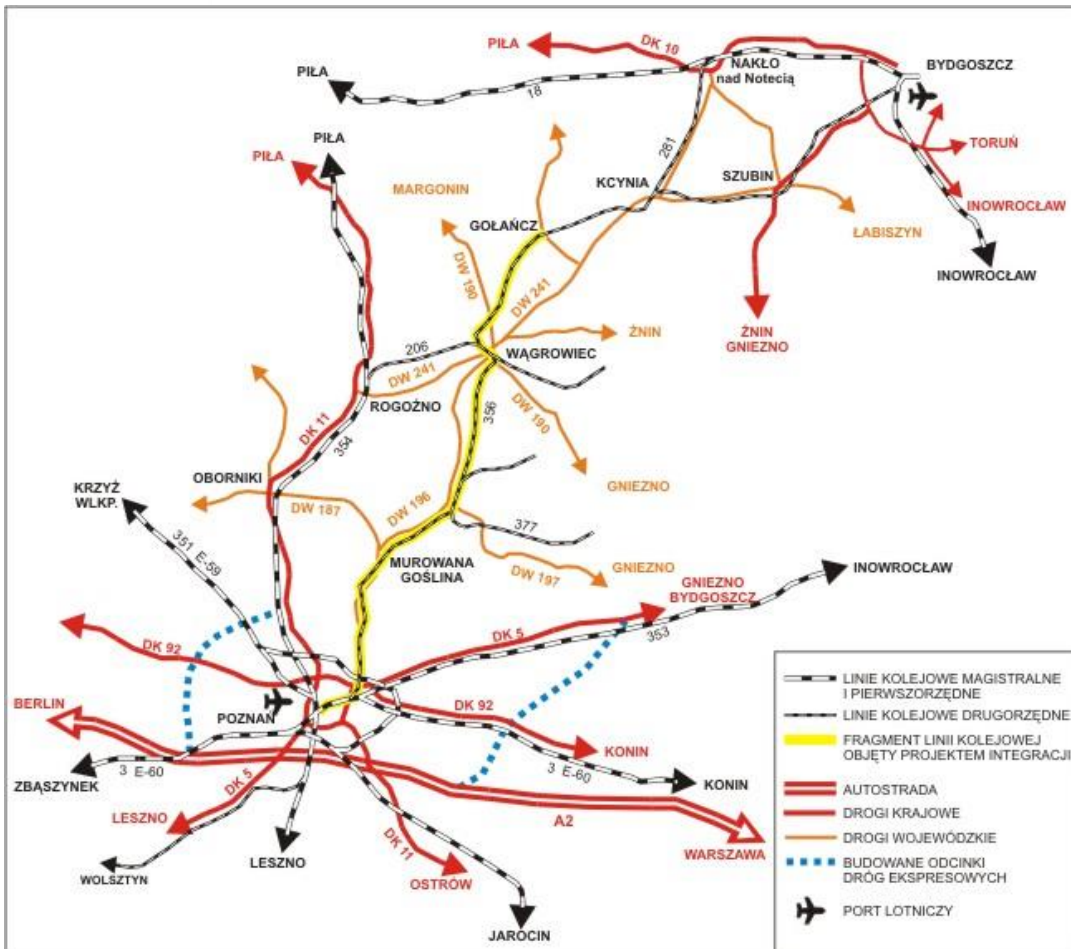 PIŁA
DK 10
NAKŁO
nad Notecią
BYDGOSZCZ
PIŁA
18
TORUŃ
PIŁA
PIŁA
281
KCYNIA
SZUBIN
MARGONIN
INOWROCŁAW
GOŁAŃCZ
ŁABISZYN
INOWROCŁAW
DW 190
DW 241
ŻNIN
GNIEZNO
ŻNIN
206
WĄGROWIEC
DW 241
DW 190
ROGOŹNO
356
DK 11
354
OBORNIKI
GNIEZNO
KRZYŻ
WLKP.
DW 187
DW 196
377
351 E-59
MUROWANA
GOŚLINA
DW 197
GNIEZNO
INOWROCŁAW
GNIEZNO
BYDGOSZCZ
DK 5
353
DK 92
BERLIN
POZNAŃ
DK 92
KONIN
3 E-60
ZBĄSZYNEK
3 E-60
KONIN
DK 5
LESZNO
A2
WARSZAWA
LESZNO
DK 11
OSTRÓW
WOLSZTYN
JAROCIN
LINIE KOLEJOWE MAGISTRALNE
I PIERWSZORZĘDNE
LINIE KOLEJOWE DRUGORZĘDNE
FRAGMENT LINII KOLEJOWEJ
OBJĘTY PROJEKTEM INTEGRACJI
AUTOSTRADA
DROGI KRAJOWE
DROGI WOJEWÓDZKIE
BUDOWANE ODCINKI
DRÓG EKSPRESOWYCH
PORT LOTNICZY